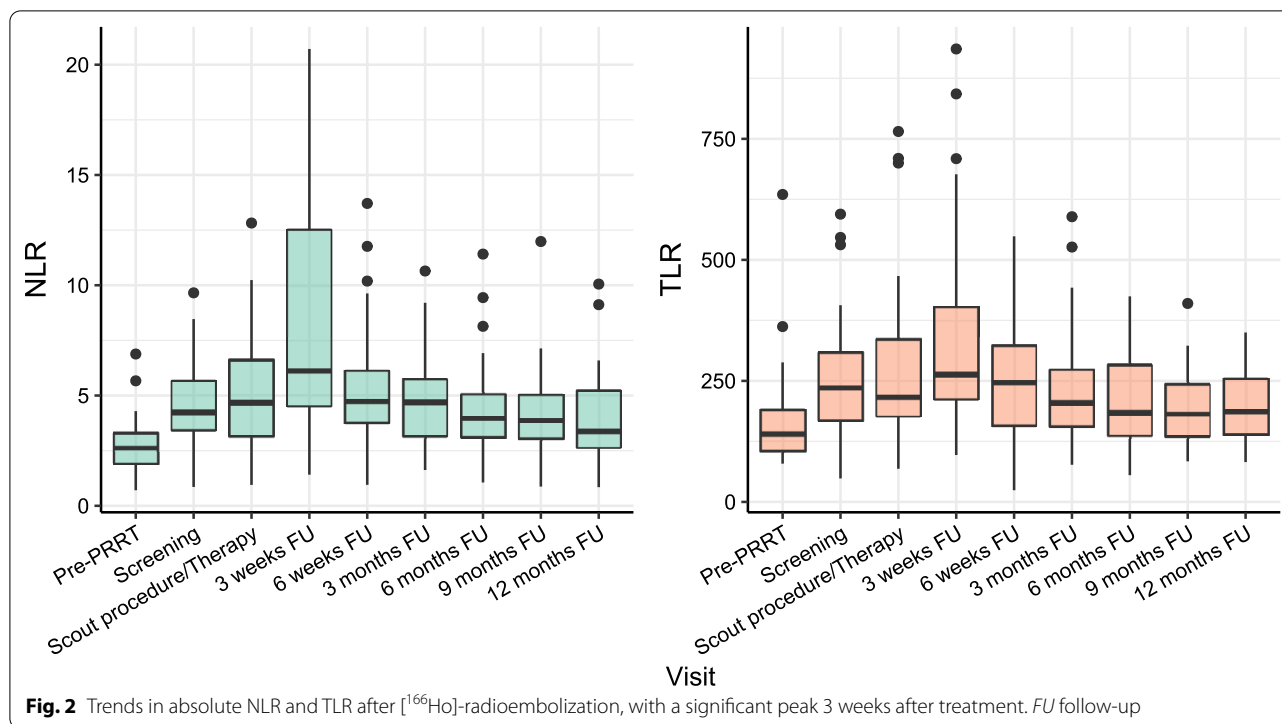 NLR
20
15
10
5
0
Pre-PRRT
Screening
Scout procedure/Therapy
3 weeks FU
6 weeks FU
3 months FU
6 months FU
9 months FU
12 months FU
TLR
750
500
250
0
Pre-PRRT
Screening
Scout procedure/Therapy
3 weeks FU
6 weeks FU
3 months FU
6 months FU
9 months FU
12 months FU
Visit
Fig. 2 Trends in absolute NLR and TLR after [¹⁶⁶Ho]-radioembolization, with a significant peak 3 weeks after treatment. FU follow-up